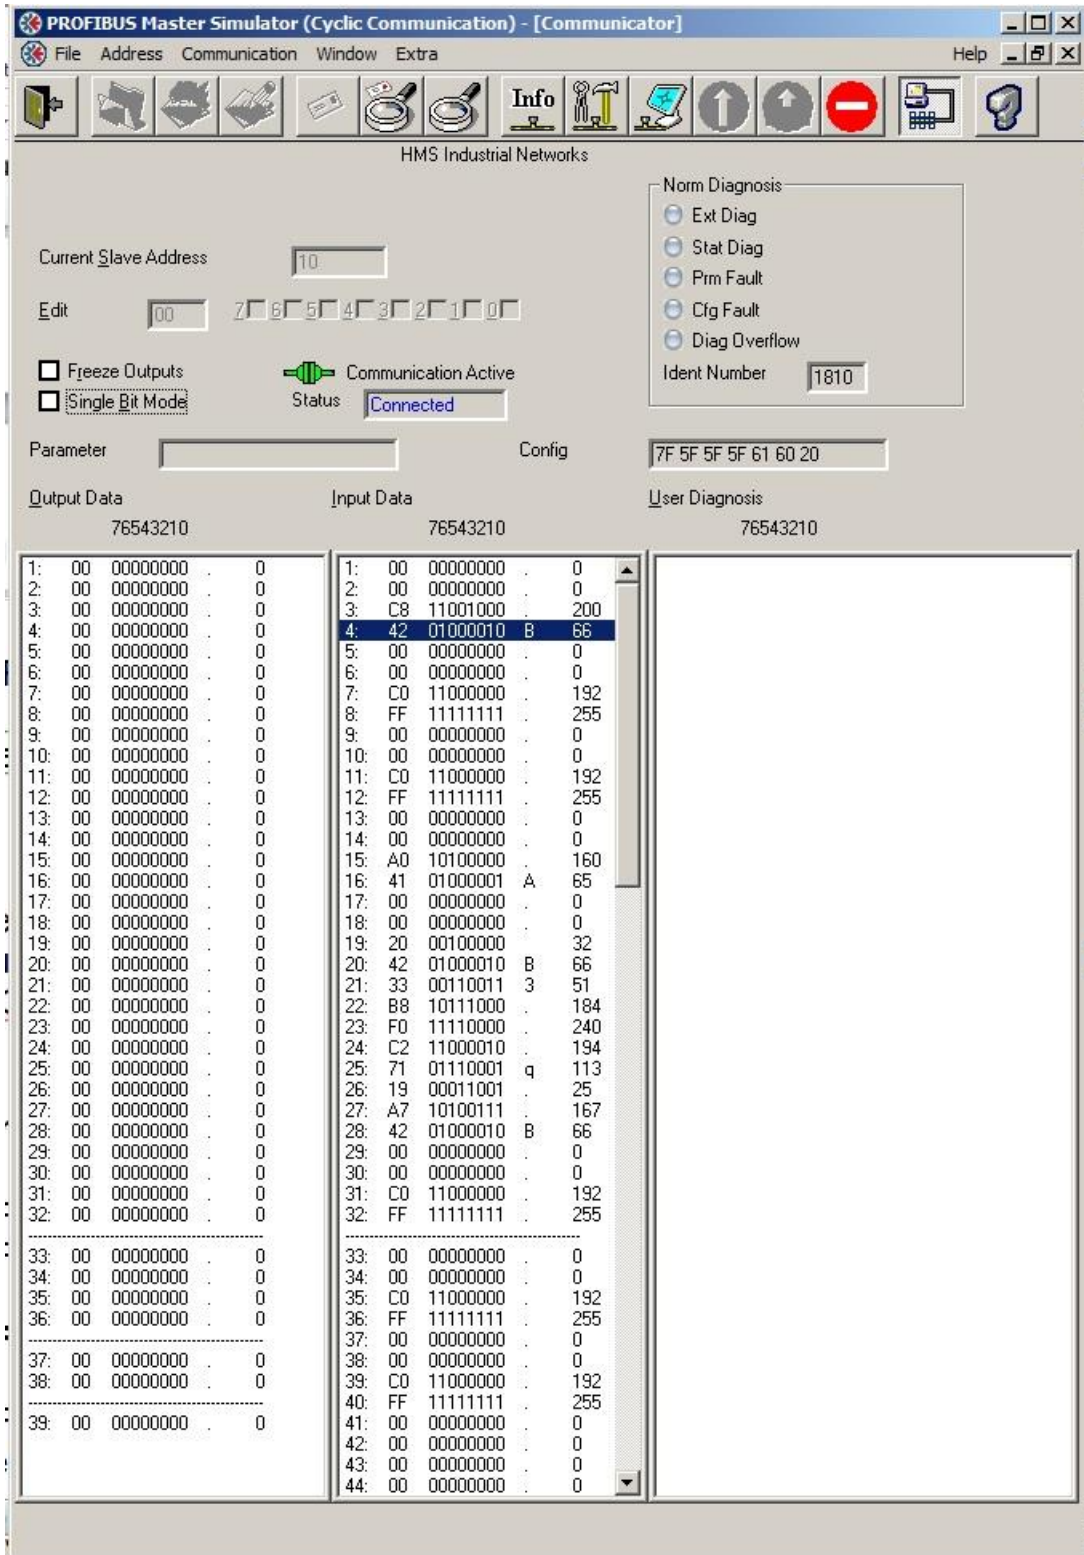 PROFIBUS Master Simulator (Cyclic Communication) - [Communicator]
File Address Communication Window Extra Help
Info
HMS Industrial Networks
Norm Diagnosis
Ext Diag
Stat Diag
Prm Fault
Cfg Fault
Diag Overflow
Ident Number 1810
Current Slave Address 10
Edit 00 7 6 5 4 3 2 1 0
Freeze Outputs Communication Active
Single Bit Mode Status Connected
Parameter Config 7F 5F 5F 5F 61 60 20
Output Data Input Data User Diagnosis
76543210 76543210 76543210
1: 00 00000000 . 0 1: 00 00000000 . 0
2: 00 00000000 . 0 2: 00 00000000 . 0
3: 00 00000000 . 0 3: C8 11001000 . 200
4: 00 00000000 . 0 4: 42 01000010 B 66
5: 00 00000000 . 0 5: 00 00000000 . 0
6: 00 00000000 . 0 6: 00 00000000 . 0
7: 00 00000000 . 0 7: C0 11000000 . 192
8: 00 00000000 . 0 8: FF 11111111 . 255
9: 00 00000000 . 0 9: 00 00000000 . 0
10: 00 00000000 . 0 10: 00 00000000 . 0
11: 00 00000000 . 0 11: C0 11000000 . 192
12: 00 00000000 . 0 12: FF 11111111 . 255
13: 00 00000000 . 0 13: 00 00000000 . 0
14: 00 00000000 . 0 14: 00 00000000 . 0
15: 00 00000000 . 0 15: A0 10100000 . 160
16: 00 00000000 . 0 16: 41 01000001 A 65
17: 00 00000000 . 0 17: 00 00000000 . 0
18: 00 00000000 . 0 18: 00 00000000 . 0
19: 00 00000000 . 0 19: 20 00100000 32
20: 00 00000000 . 0 20: 42 01000010 B 66
21: 00 00000000 . 0 21: 33 00110011 3 51
22: 00 00000000 . 0 22: B8 10111000 . 184
23: 00 00000000 . 0 23: F0 11110000 . 240
24: 00 00000000 . 0 24: C2 11000010 . 194
25: 00 00000000 . 0 25: 71 01110001 q 113
26: 00 00000000 . 0 26: 19 00011001 . 25
27: 00 00000000 . 0 27: A7 10100111 . 167
28: 00 00000000 . 0 28: 42 01000010 B 66
29: 00 00000000 . 0 29: 00 00000000 . 0
30: 00 00000000 . 0 30: 00 00000000 . 0
31: 00 00000000 . 0 31: C0 11000000 . 192
32: 00 00000000 . 0 32: FF 11111111 . 255
33: 00 00000000 . 0 33: 00 00000000 . 0
34: 00 00000000 . 0 34: 00 00000000 . 0
35: 00 00000000 . 0 35: C0 11000000 . 192
36: 00 00000000 . 0 36: FF 11111111 . 255
37: 00 00000000 . 0
37: 00 00000000 . 0 38: 00 00000000 . 0
38: 00 00000000 . 0 39: C0 11000000 . 192
40: FF 11111111 . 255
39: 00 00000000 . 0 41: 00 00000000 . 0
42: 00 00000000 . 0
43: 00 00000000 . 0
44: 00 00000000 . 0